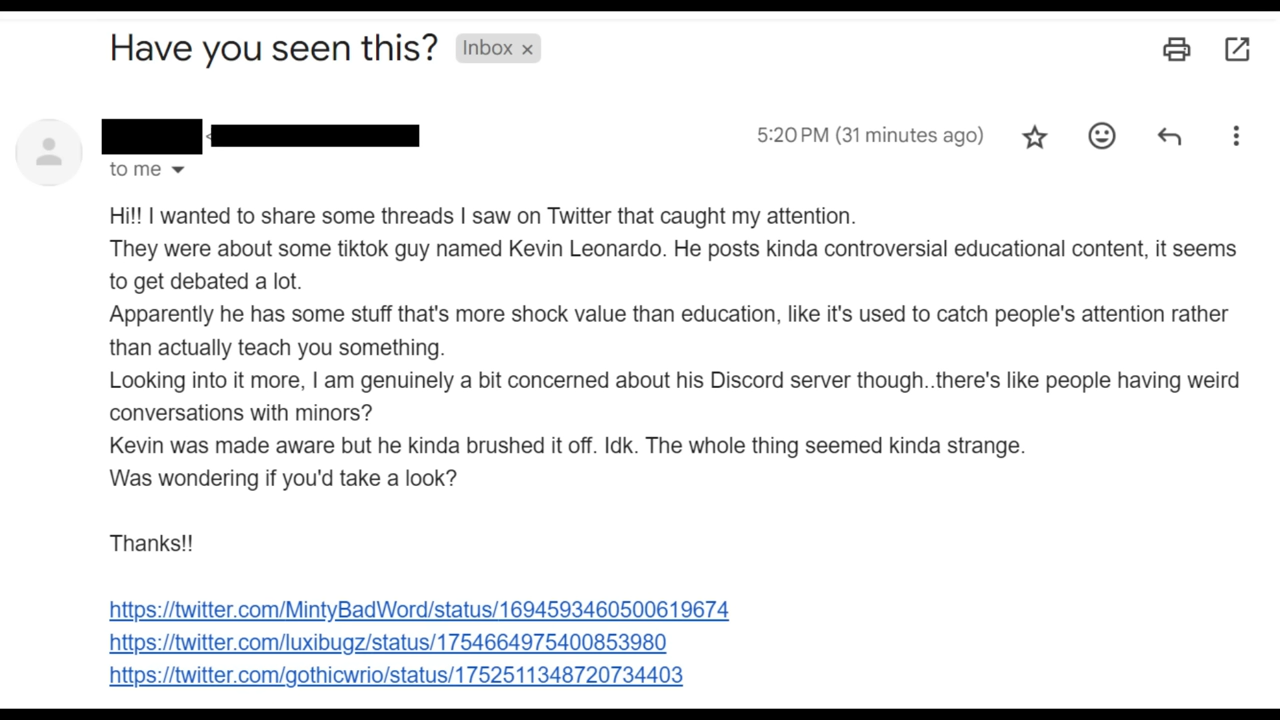 Have you seen this? Inbox ×
<
5:20 PM (31 minutes ago)
to me
Hi!! I wanted to share some threads I saw on Twitter that caught my attention.
They were about some tiktok guy named Kevin Leonardo. He posts kinda controversial educational content, it seems
to get debated a lot.
Apparently he has some stuff that's more shock value than education, like it's used to catch people's attention rather
than actually teach you something.
Looking into it more, I am genuinely a bit concerned about his Discord server though..there's like people having weird
conversations with minors?
Kevin was made aware but he kinda brushed it off. Idk. The whole thing seemed kinda strange.
Was wondering if you'd take a look?
Thanks!!
https://twitter.com/MintyBadWord/status/1694593460500619674
https://twitter.com/luxibugz/status/1754664975400853980
https://twitter.com/gothicwrio/status/1752511348720734403